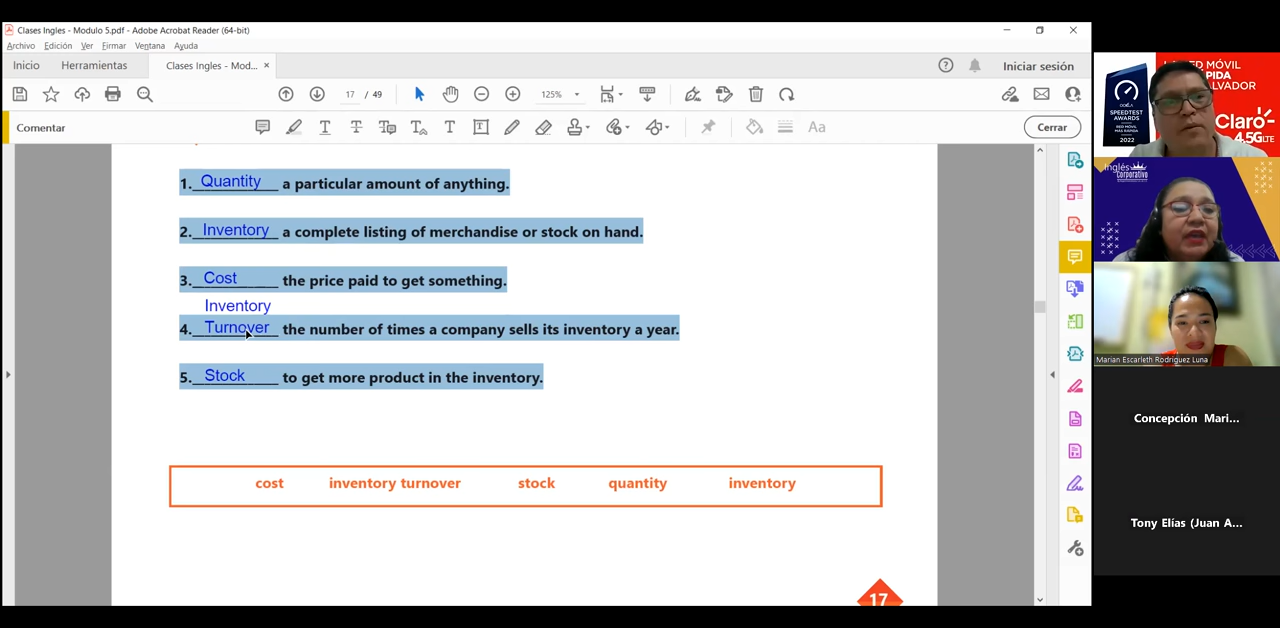 Clases Ingles - Modulo 5.pdf - Adobe Acrobat Reader (64-bit)
Archivo Edición Ver Firmar Ventana Ayuda
Inicio Herramientas Clases Ingles - Mod... × Iniciar sesión
17 / 49 125%
Comentar Cerrar
1. Quantity a particular amount of anything.
2. Inventory a complete listing of merchandise or stock on hand.
3. Cost the price paid to get something.
Inventory
4. Turnover the number of times a company sells its inventory a year.
5. Stock to get more product in the inventory.
cost inventory turnover stock quantity inventory
17
RED MÓVIL
SPEEDTEST
AWARDS
2022
Claro
4.5G LTE
Inglés
Corporativo
Marian Escarleth Rodriguez Luna
Concepción Mari...
Tony Elías (Juan A...